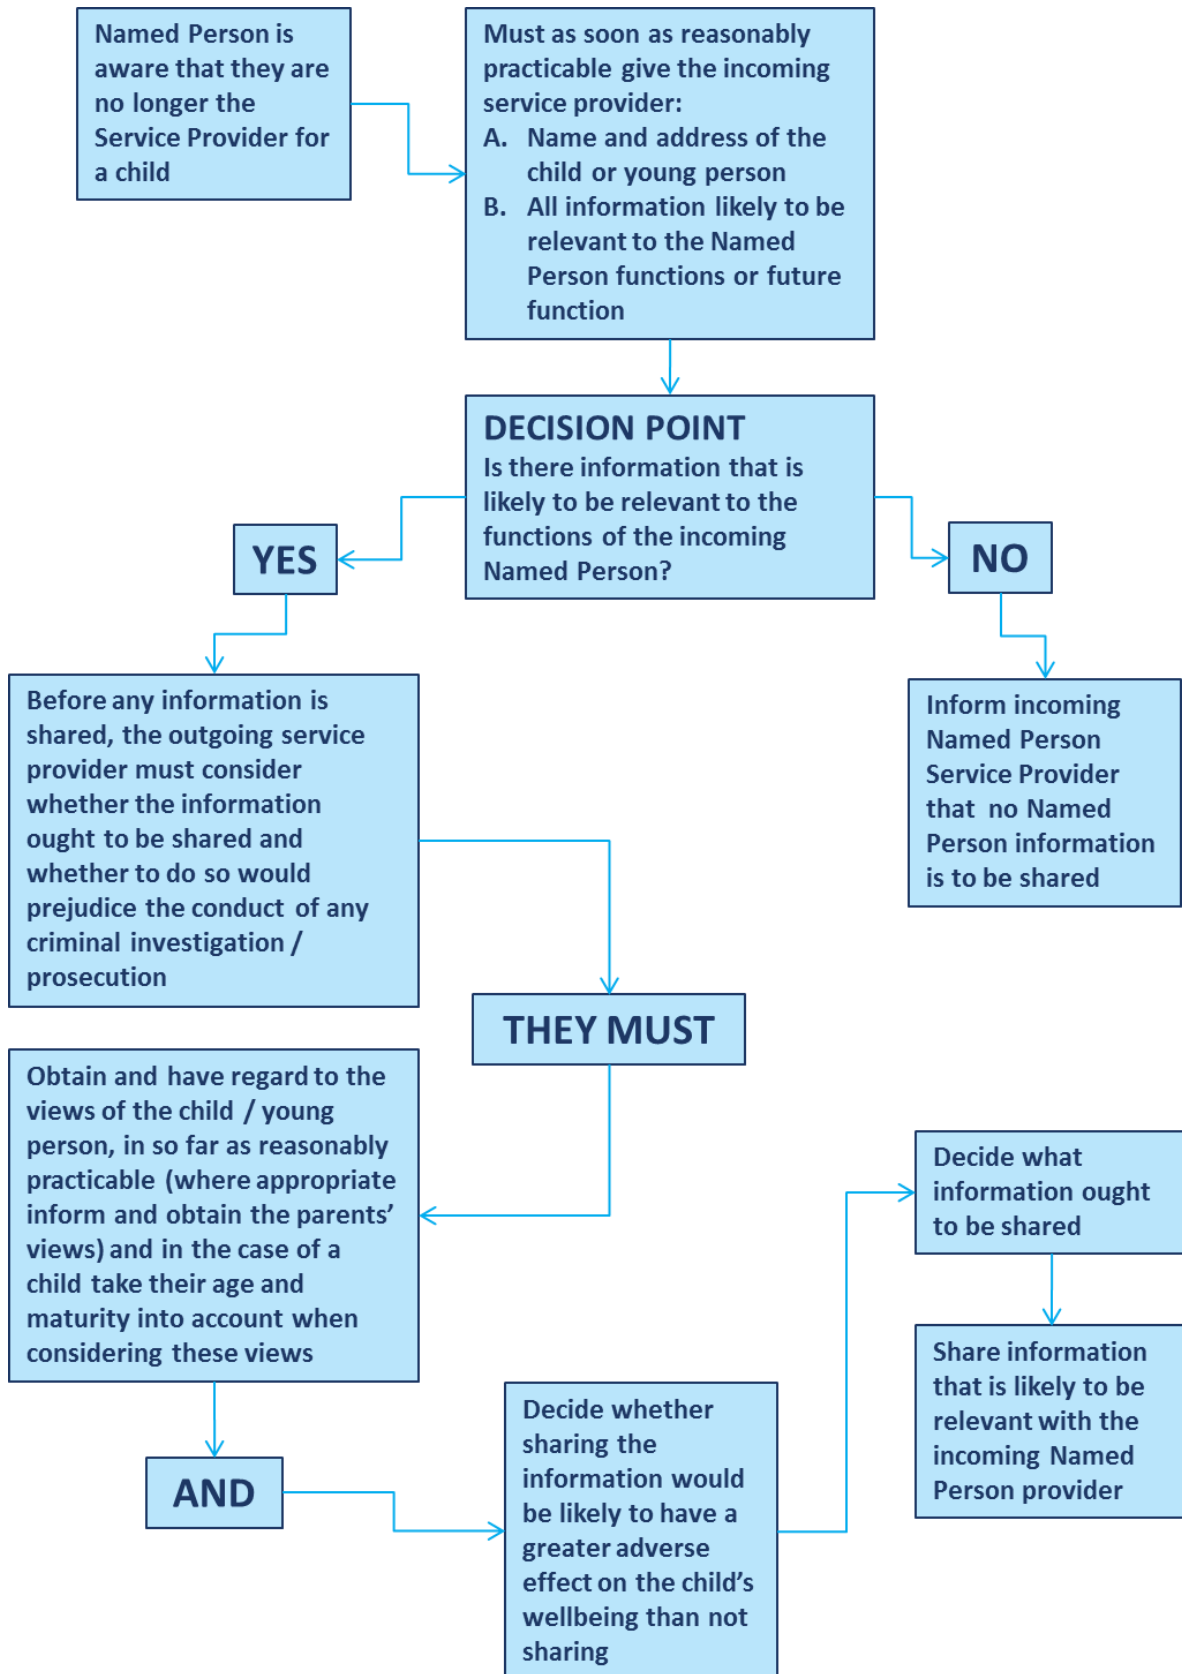 Named Person is
aware that they are
no longer the
Service Provider for
a child
Must as soon as reasonably
practicable give the incoming
service provider:
A. Name and address of the
child or young person
B. All information likely to be
relevant to the Named
Person functions or future
function
DECISION POINT
Is there information that is
likely to be relevant to the
functions of the incoming
Named Person?
YES
NO
Before any information is
shared, the outgoing service
provider must consider
whether the information
ought to be shared and
whether to do so would
prejudice the conduct of any
criminal investigation /
prosecution
Inform incoming
Named Person
Service Provider
that no Named
Person information
is to be shared
THEY MUST
Obtain and have regard to the
views of the child / young
person, in so far as reasonably
practicable (where appropriate
inform and obtain the parents’
views) and in the case of a
child take their age and
maturity into account when
considering these views
AND
Decide whether
sharing the
information would
be likely to have a
greater adverse
effect on the child’s
wellbeing than not
sharing
Decide what
information ought
to be shared
Share information
that is likely to be
relevant with the
incoming Named
Person provider